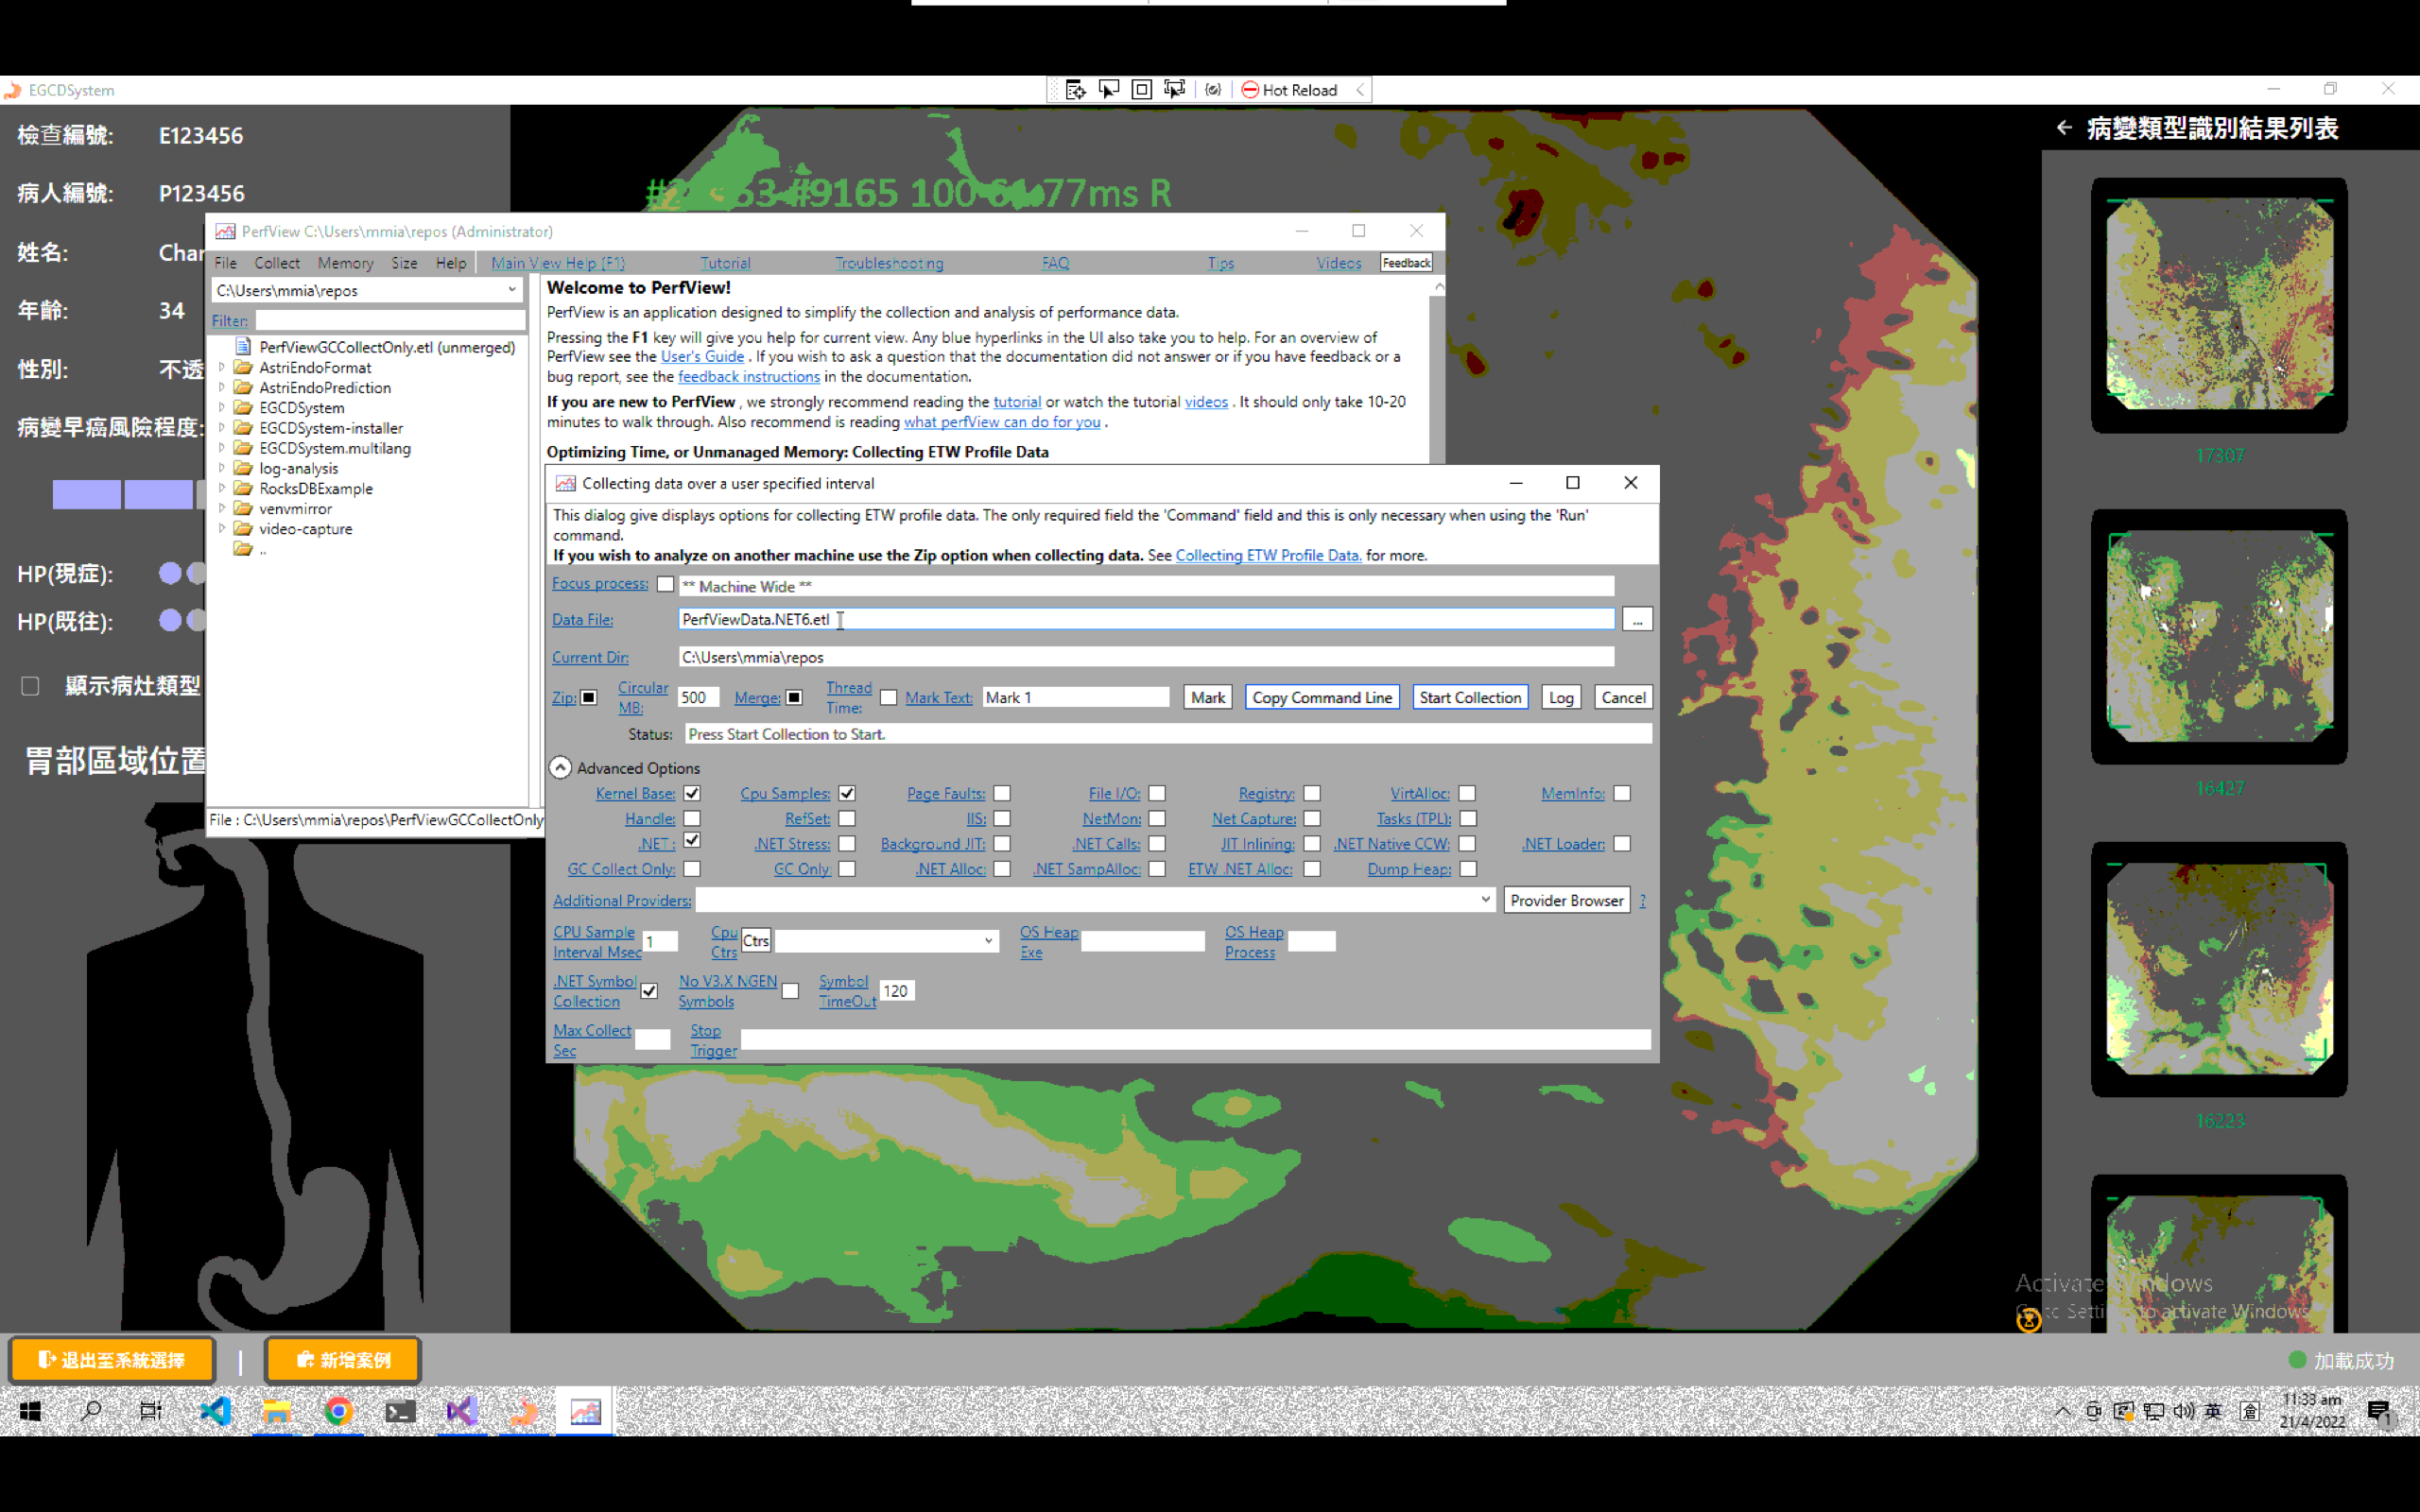 EGCDSystem
Hot Reload
檢查編號: E123456
病人編號: P123456
姓名: Char
年齡: 34
性別: 不透
病變早癌風險程度:
HP(現症):
HP(既往):
顯示病灶類型
胃部區域位置
#9165 100 77ms R
PerfView C:\Users\mmia\repos (Administrator)
File Collect Memory Size Help Main View Help (F1) Tutorial Troubleshooting FAQ Tips Videos Feedback
C:\Users\mmia\repos
Filter:
PerfViewGCCollectOnly.etl (unmerged)
AstriEndoFormat
AstriEndoPrediction
EGCDSystem
EGCDSystem-installer
EGCDSystem.multilang
log-analysis
RocksDBExample
venvmirror
video-capture
..
File : C:\Users\mmia\repos\PerfViewGCCollectOnly
Welcome to PerfView!
PerfView is an application designed to simplify the collection and analysis of performance data.
Pressing the F1 key will give you help for current view. Any blue hyperlinks in the UI also take you to help. For an overview of
PerfView see the User's Guide . If you wish to ask a question that the documentation did not answer or if you have feedback or a
bug report, see the feedback instructions in the documentation.
If you are new to PerfView , we strongly recommend reading the tutorial or watch the tutorial videos . It should only take 10-20
minutes to walk through. Also recommend is reading what perfView can do for you .
Optimizing Time, or Unmanaged Memory: Collecting ETW Profile Data
Collecting data over a user specified interval
This dialog give displays options for collecting ETW profile data. The only required field the 'Command' field and this is only necessary when using the 'Run'
command.
If you wish to analyze on another machine use the Zip option when collecting data. See Collecting ETW Profile Data. for more.
Focus process: ** Machine Wide **
Data File: PerfViewData.NET6.etl ...
Current Dir: C:\Users\mmia\repos
Zip: Circular MB: 500 Merge: Thread Time: Mark Text: Mark 1 Mark Copy Command Line Start Collection Log Cancel
Status: Press Start Collection to Start.
Advanced Options
Kernel Base: Cpu Samples: Page Faults: File I/O: Registry: VirtAlloc: MemInfo:
Handle: RefSet: IIS: NetMon: Net Capture: Tasks (TPL):
.NET : .NET Stress: Background JIT: .NET Calls: JIT Inlining: .NET Native CCW: .NET Loader:
GC Collect Only: GC Only: .NET Alloc: .NET SampAlloc: ETW .NET Alloc: Dump Heap:
Additional Providers: Provider Browser ?
CPU Sample Interval Msec 1 Cpu Ctrs Ctrs OS Heap Exe OS Heap Process
.NET Symbol Collection No V3.X NGEN Symbols Symbol TimeOut 120
Max Collect Sec Stop Trigger
病變類型識別結果列表
17307
16427
16223
Activate Windows
Go to Settings to activate Windows.
退出至系統選擇 | 新增案例
加載成功
英 倉
11:33 am
21/4/2022
1